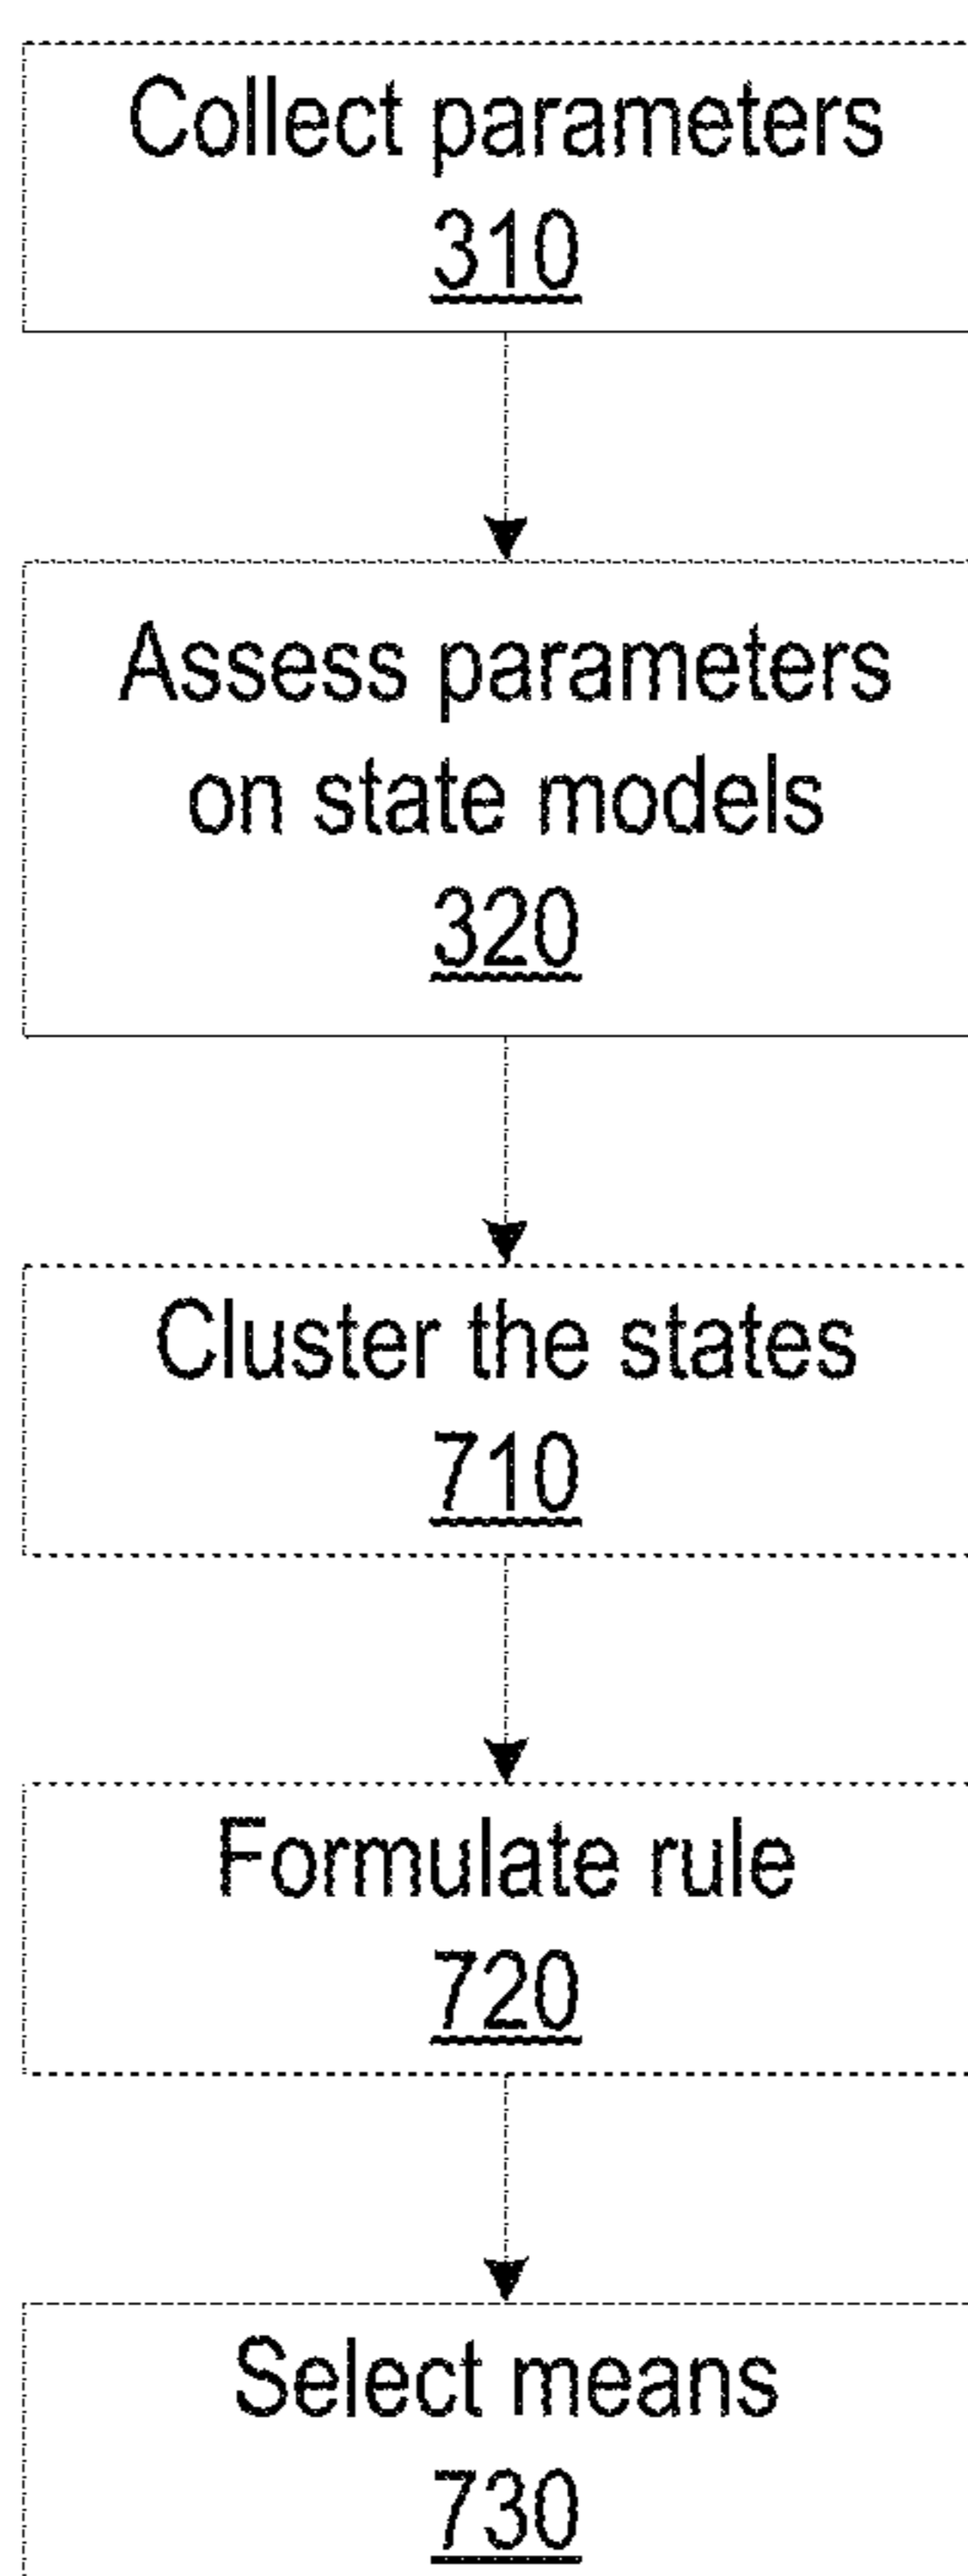 Collect parameters
310
Assess parameters
on state models
320
Cluster the states
710
Formulate rule
720
Select means
730